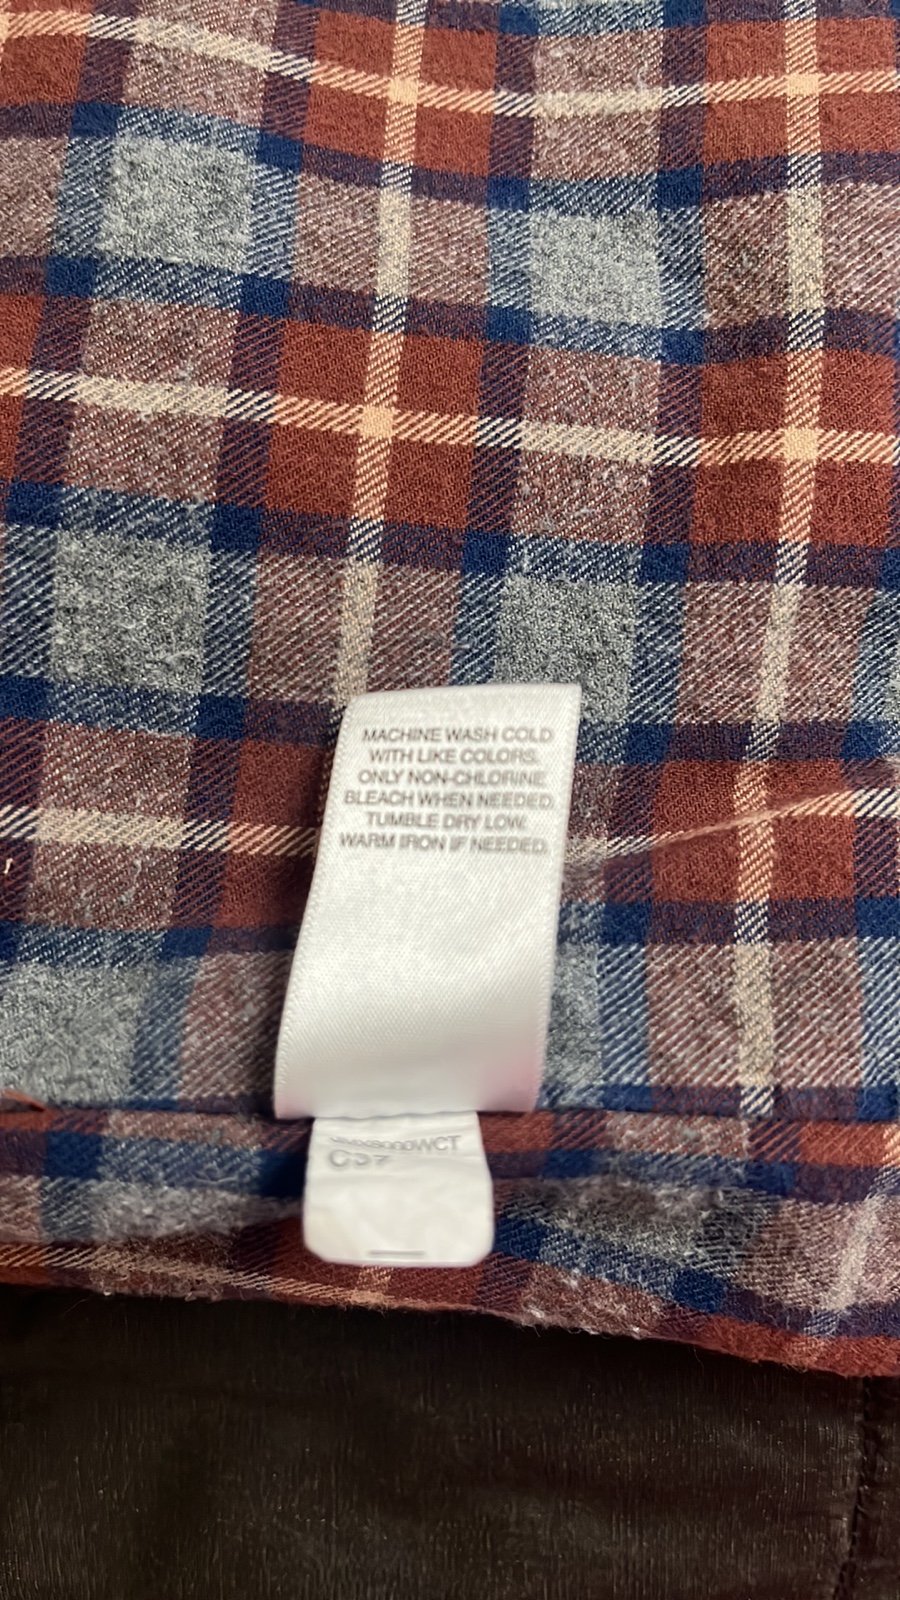 MACHINE WASH COLD
WITH LIKE COLORS.
ONLY NON-CHLORINE
BLEACH WHEN NEEDED.
TUMBLE DRY LOW.
WARM IRON IF NEEDED.